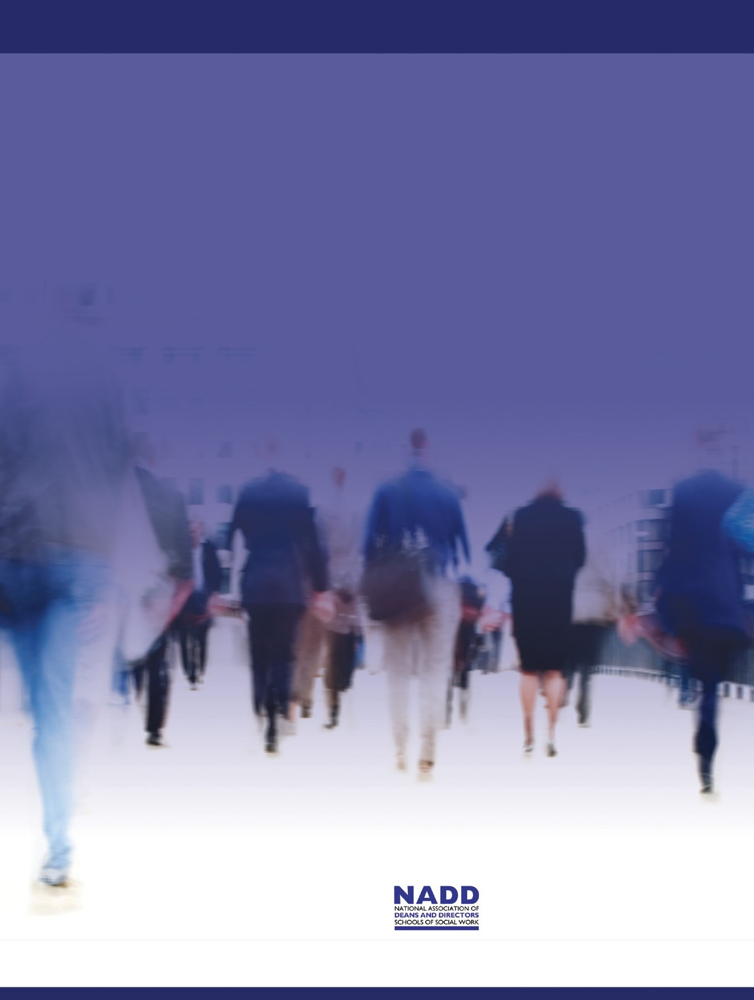 NADD
NATIONAL ASSOCIATION OF
DEANS AND DIRECTORS
SCHOOLS OF SOCIAL WORK